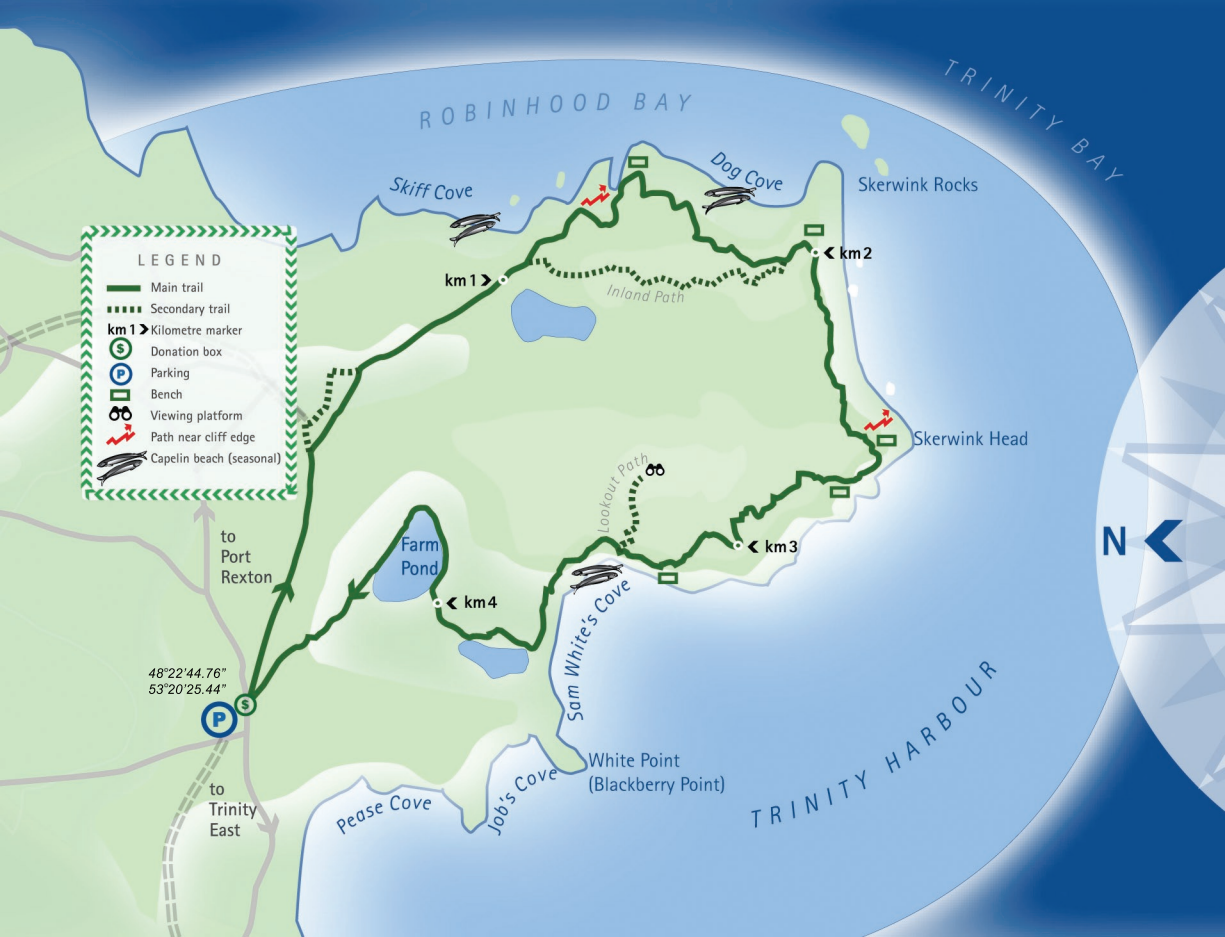 TRINITY BAY
ROBINHOOD BAY
Skiff Cove
Dog Cove
Skerwink Rocks
LEGEND
Main trail
Secondary trail
km 1 Kilometre marker
$ Donation box
P Parking
Bench
Viewing platform
Path near cliff edge
Capelin beach (seasonal)
km 1
km 2
Inland Path
Skerwink Head
Lookout Path
N
km 3
to
Port
Rexton
Farm
Pond
km 4
Sam White's Cove
48°22'44.76"
53°20'25.44"
P
$
White Point
(Blackberry Point)
TRINITY HARBOUR
to
Trinity
East
Pease Cove
Job's Cove